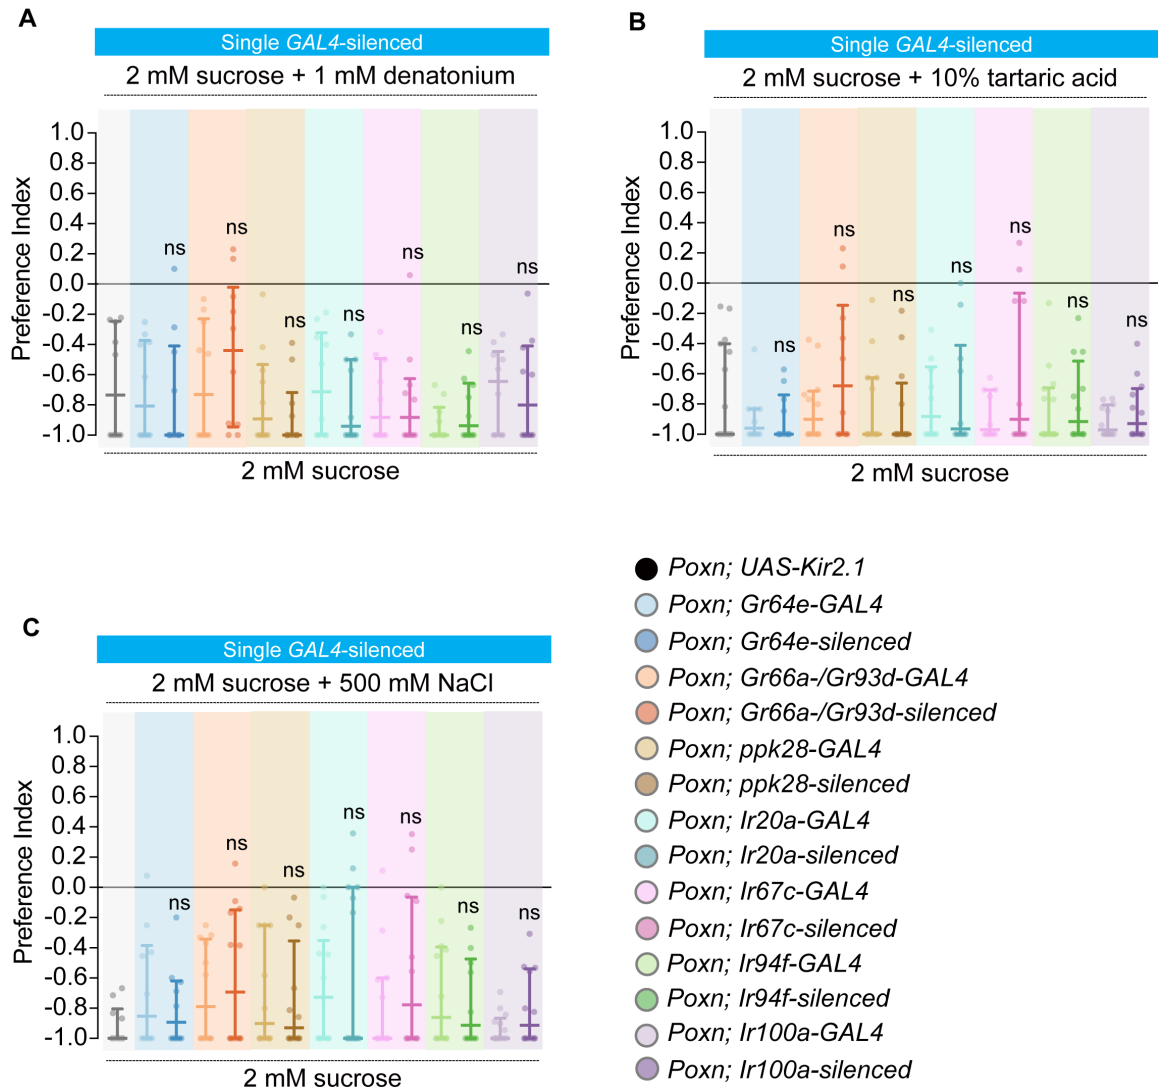 A
Single GAL4-silenced
2 mM sucrose + 1 mM denatonium
Preference Index
1.0
0.8
0.6
0.4
0.2
0.0
-0.2
-0.4
-0.6
-0.8
-1.0
ns
ns
ns
ns
ns
ns
ns
2 mM sucrose
B
Single GAL4-silenced
2 mM sucrose + 10% tartaric acid
Preference Index
1.0
0.8
0.6
0.4
0.2
0.0
-0.2
-0.4
-0.6
-0.8
-1.0
ns
ns
ns
ns
ns
ns
ns
2 mM sucrose
C
Single GAL4-silenced
2 mM sucrose + 500 mM NaCl
Preference Index
1.0
0.8
0.6
0.4
0.2
0.0
-0.2
-0.4
-0.6
-0.8
-1.0
ns
ns
ns
ns
ns
ns
ns
2 mM sucrose
Poxn; UAS-Kir2.1
Poxn; Gr64e-GAL4
Poxn; Gr64e-silenced
Poxn; Gr66a-/Gr93d-GAL4
Poxn; Gr66a-/Gr93d-silenced
Poxn; ppk28-GAL4
Poxn; ppk28-silenced
Poxn; Ir20a-GAL4
Poxn; Ir20a-silenced
Poxn; Ir67c-GAL4
Poxn; Ir67c-silenced
Poxn; Ir94f-GAL4
Poxn; Ir94f-silenced
Poxn; Ir100a-GAL4
Poxn; Ir100a-silenced